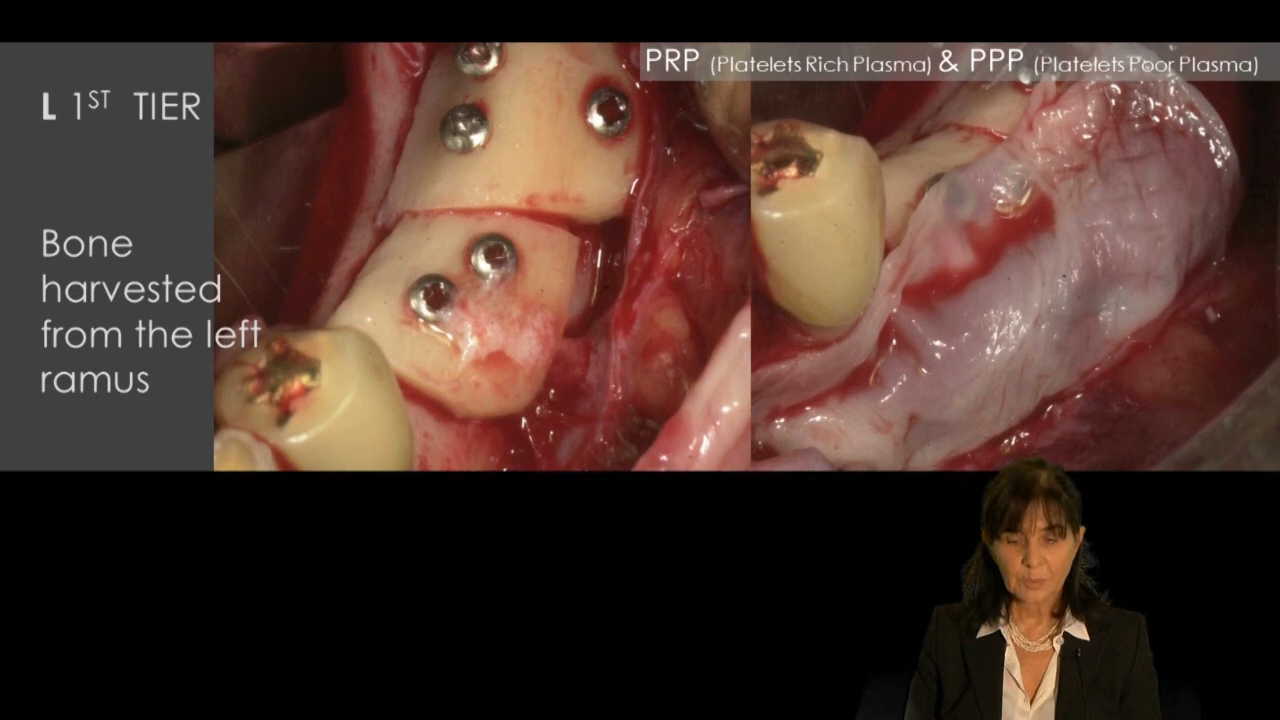 PRP (Platelets Rich Plasma) & PPP (Platelets Poor Plasma)
L 1ST TIER
Bone
harvested
from the left
ramus